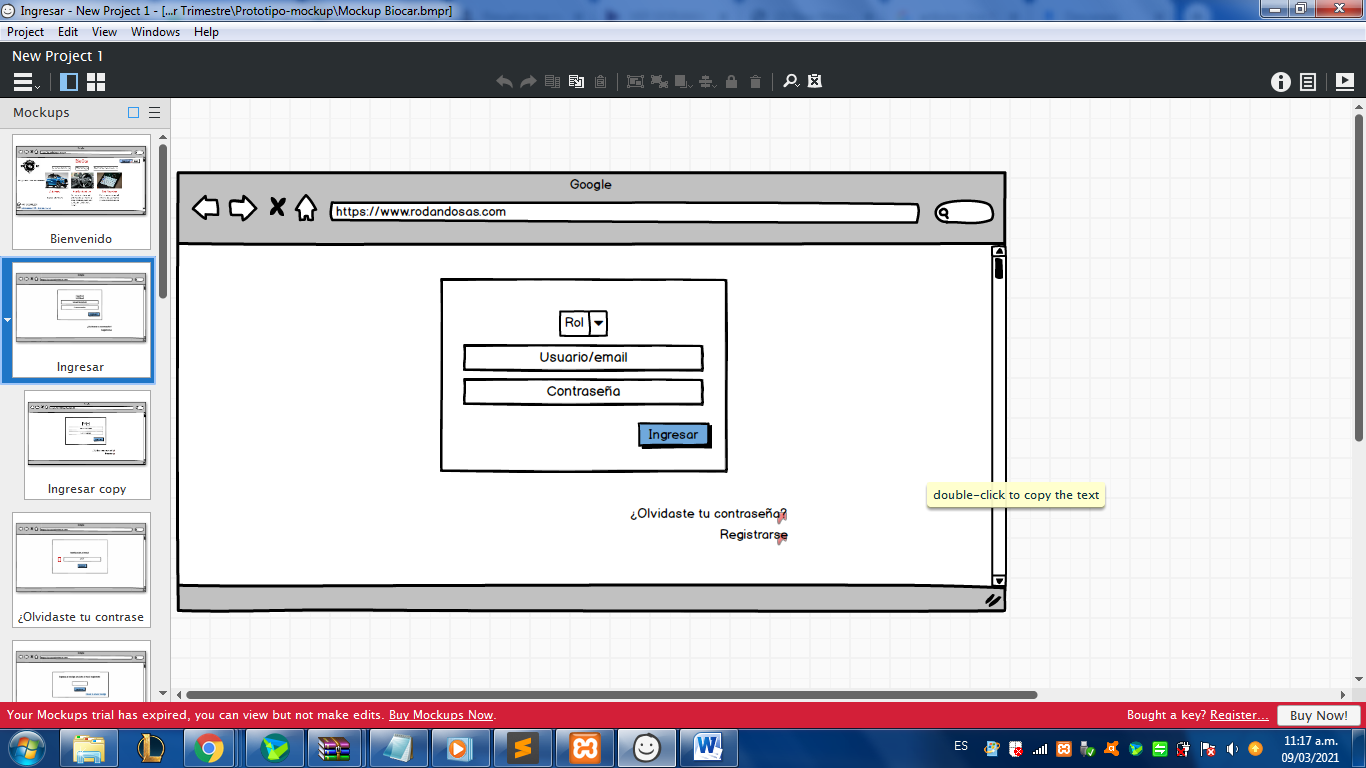 Ingresar - New Project 1 - [...r Trimestre\Prototipo-mockup\Mockup Biocar.bmpr]
Project Edit View Windows Help
New Project 1
Mockups
Bienvenido
Ingresar
Ingresar copy
¿Olvidaste tu contrase
Google
https://www.rodandosas.com
Rol
Usuario/email
Contraseña
Ingresar
¿Olvidaste tu contraseña?
Registrarse
double-click to copy the text
Your Mockups trial has expired, you can view but not make edits. Buy Mockups Now.
Bought a key? Register... Buy Now!
ES
11:17 a.m.
09/03/2021